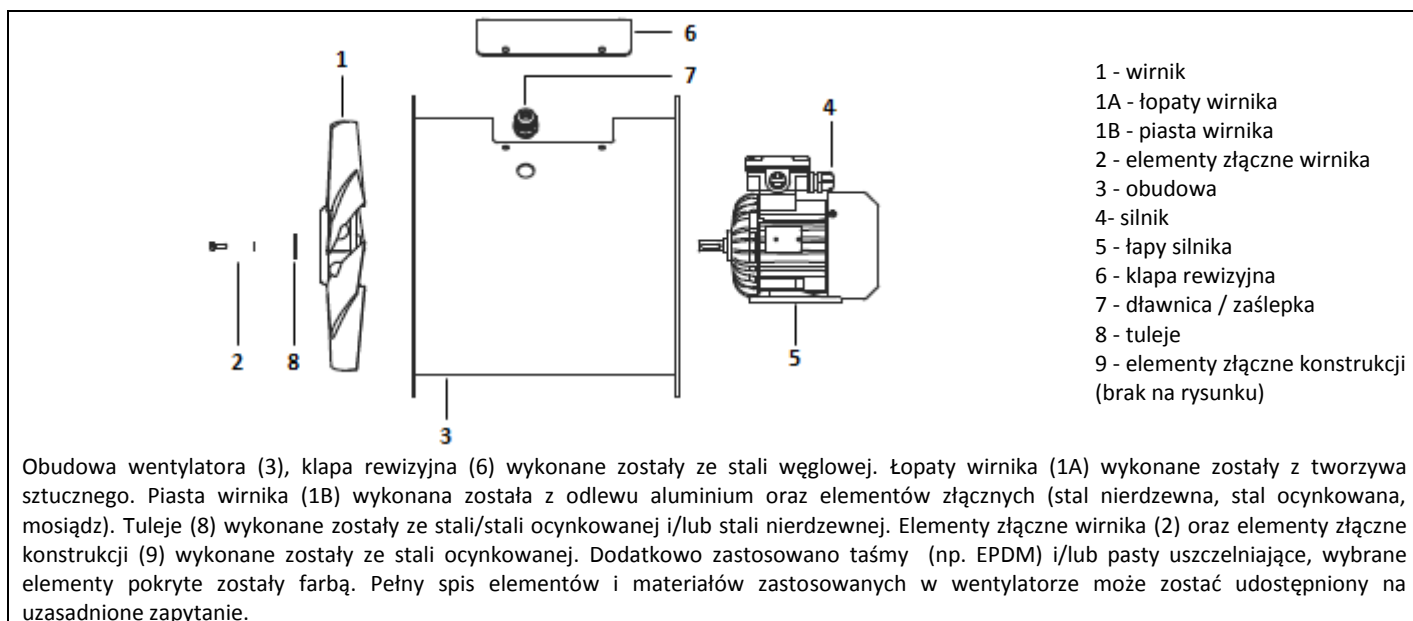 6
1
7
4
2
8
5
3
1 - wirnik
1A - łopaty wirnika
1B - piasta wirnika
2 - elementy złączne wirnika
3 - obudowa
4- silnik
5 - łapy silnika
6 - klapa rewizyjna
7 - dławnica / zaślepka
8 - tuleje
9 - elementy złączne konstrukcji
(brak na rysunku)
Obudowa wentylatora (3), klapa rewizyjna (6) wykonane zostały ze stali węglowej. Łopaty wirnika (1A) wykonane zostały z tworzywa
sztucznego. Piasta wirnika (1B) wykonana została z odlewu aluminium oraz elementów złącznych (stal nierdzewna, stal ocynkowana,
mosiądz). Tuleje (8) wykonane zostały ze stali/stali ocynkowanej i/lub stali nierdzewnej. Elementy złączne wirnika (2) oraz elementy złączne
konstrukcji (9) wykonane zostały ze stali ocynkowanej. Dodatkowo zastosowano taśmy (np. EPDM) i/lub pasty uszczelniające, wybrane
elementy pokryte zostały farbą. Pełny spis elementów i materiałów zastosowanych w wentylatorze może zostać udostępniony na
uzasadnione zapytanie.